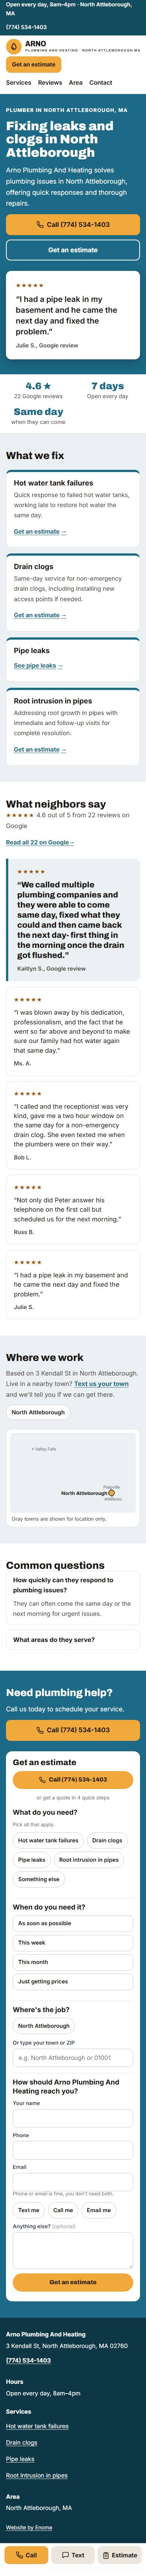 Open every day, 8am–4pm · North Attleborough,
MA
(774) 534-1403
ARNO
PLUMBING AND HEATING · NORTH ATTLEBOROUGH MA
Get an estimate
Services Reviews Area Contact
PLUMBER IN NORTH ATTLEBOROUGH, MA
Fixing leaks and
clogs in North
Attleborough
Arno Plumbing And Heating solves
plumbing issues in North Attleborough,
offering quick responses and thorough
repairs.
Call (774) 534-1403
Get an estimate
★★★★★
“I had a pipe leak in my
basement and he came the
next day and fixed the
problem.”
Julie S., Google review
4.6 ★
22 Google reviews
7 days
Open every day
Same day
when they can come
What we fix
Hot water tank failures
Quick response to failed hot water tanks,
working late to restore hot water the
same day.
Get an estimate →
Drain clogs
Same-day service for non-emergency
drain clogs, including installing new
access points if needed.
Get an estimate →
Pipe leaks
See pipe leaks →
Root intrusion in pipes
Addressing root growth in pipes with
immediate and follow-up visits for
complete resolution.
Get an estimate →
What neighbors say
★★★★★ 4.6 out of 5 from 22 reviews on
Google
Read all 22 on Google→
★★★★★
“We called multiple
plumbing companies and
they were able to come
same day, fixed what they
could and then came back
the next day- first thing in
the morning once the drain
got flushed.”
Kaitlyn S., Google review
★★★★★
“I was blown away by his dedication,
professionalism, and the fact that he
went so far above and beyond to make
sure our family had hot water again
that same day.”
Ms. A.
★★★★★
“I called and the receptionist was very
kind, gave me a two hour window on
the same day for a non-emergency
drain clog. She even texted me when
the plumbers were on their way.”
Bob L.
★★★★★
“Not only did Peter answer his
telephone on the first call but
scheduled us for the next morning.”
Russ B.
★★★★★
“I had a pipe leak in my basement and
he came the next day and fixed the
problem.”
Julie S.
Where we work
Based on 3 Kendall St in North Attleborough.
Live in a nearby town? Text us your town
and we'll tell you if we can get there.
North Attleborough
Valley Falls
Plainville
North Attleborough
Attleboro
Gray towns are shown for location only.
Common questions
How quickly can they respond to
plumbing issues?
They can often come the same day or the
next morning for urgent issues.
What areas do they serve?
Need plumbing help?
Call us today to schedule your service.
Call (774) 534-1403
Get an estimate
Call (774) 534-1403
or get a quote in 4 quick steps
What do you need?
Pick all that apply.
Hot water tank failures
Drain clogs
Pipe leaks
Root intrusion in pipes
Something else
When do you need it?
As soon as possible
This week
This month
Just getting prices
Where's the job?
North Attleborough
Or type your town or ZIP
e.g. North Attleborough or 01001
How should Arno Plumbing And
Heating reach you?
Your name
Phone
Email
Phone or email is fine, you don't need both.
Text me
Call me
Email me
Anything else? (optional)
Get an estimate
Arno Plumbing And Heating
3 Kendall St, North Attleborough, MA 02760
(774) 534-1403
Hours
Open every day, 8am–4pm
Services
Hot water tank failures
Drain clogs
Pipe leaks
Root intrusion in pipes
Area
North Attleborough, MA
Website by Enoma
Call
Text
Estimate